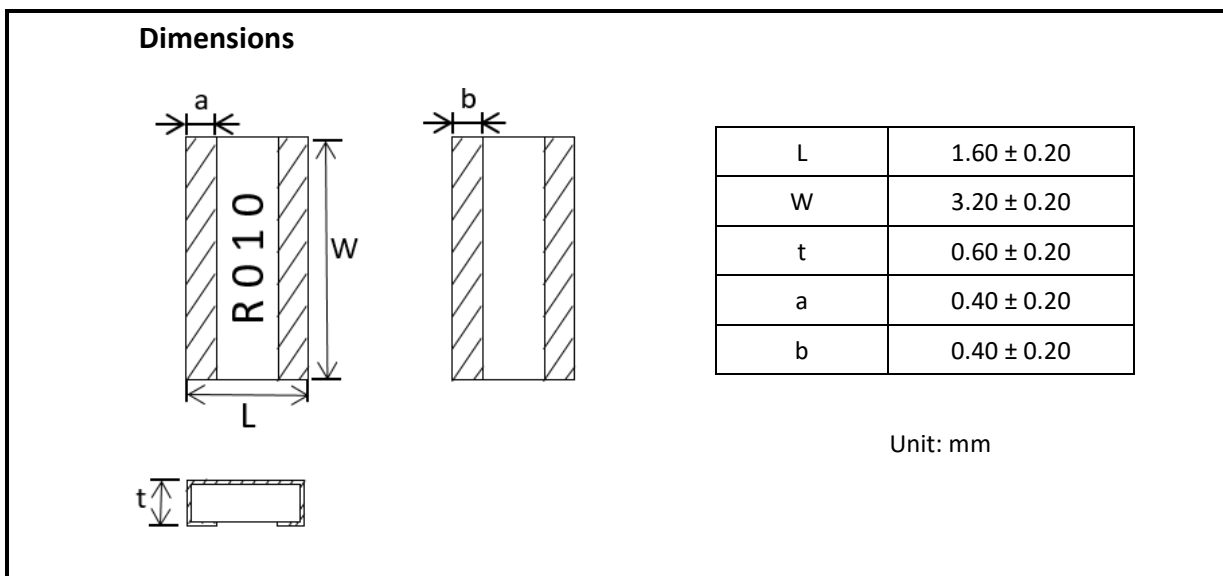 Dimensions
a
b
R010
W
L
t
L 1.60 ± 0.20
W 3.20 ± 0.20
t 0.60 ± 0.20
a 0.40 ± 0.20
b 0.40 ± 0.20
Unit: mm